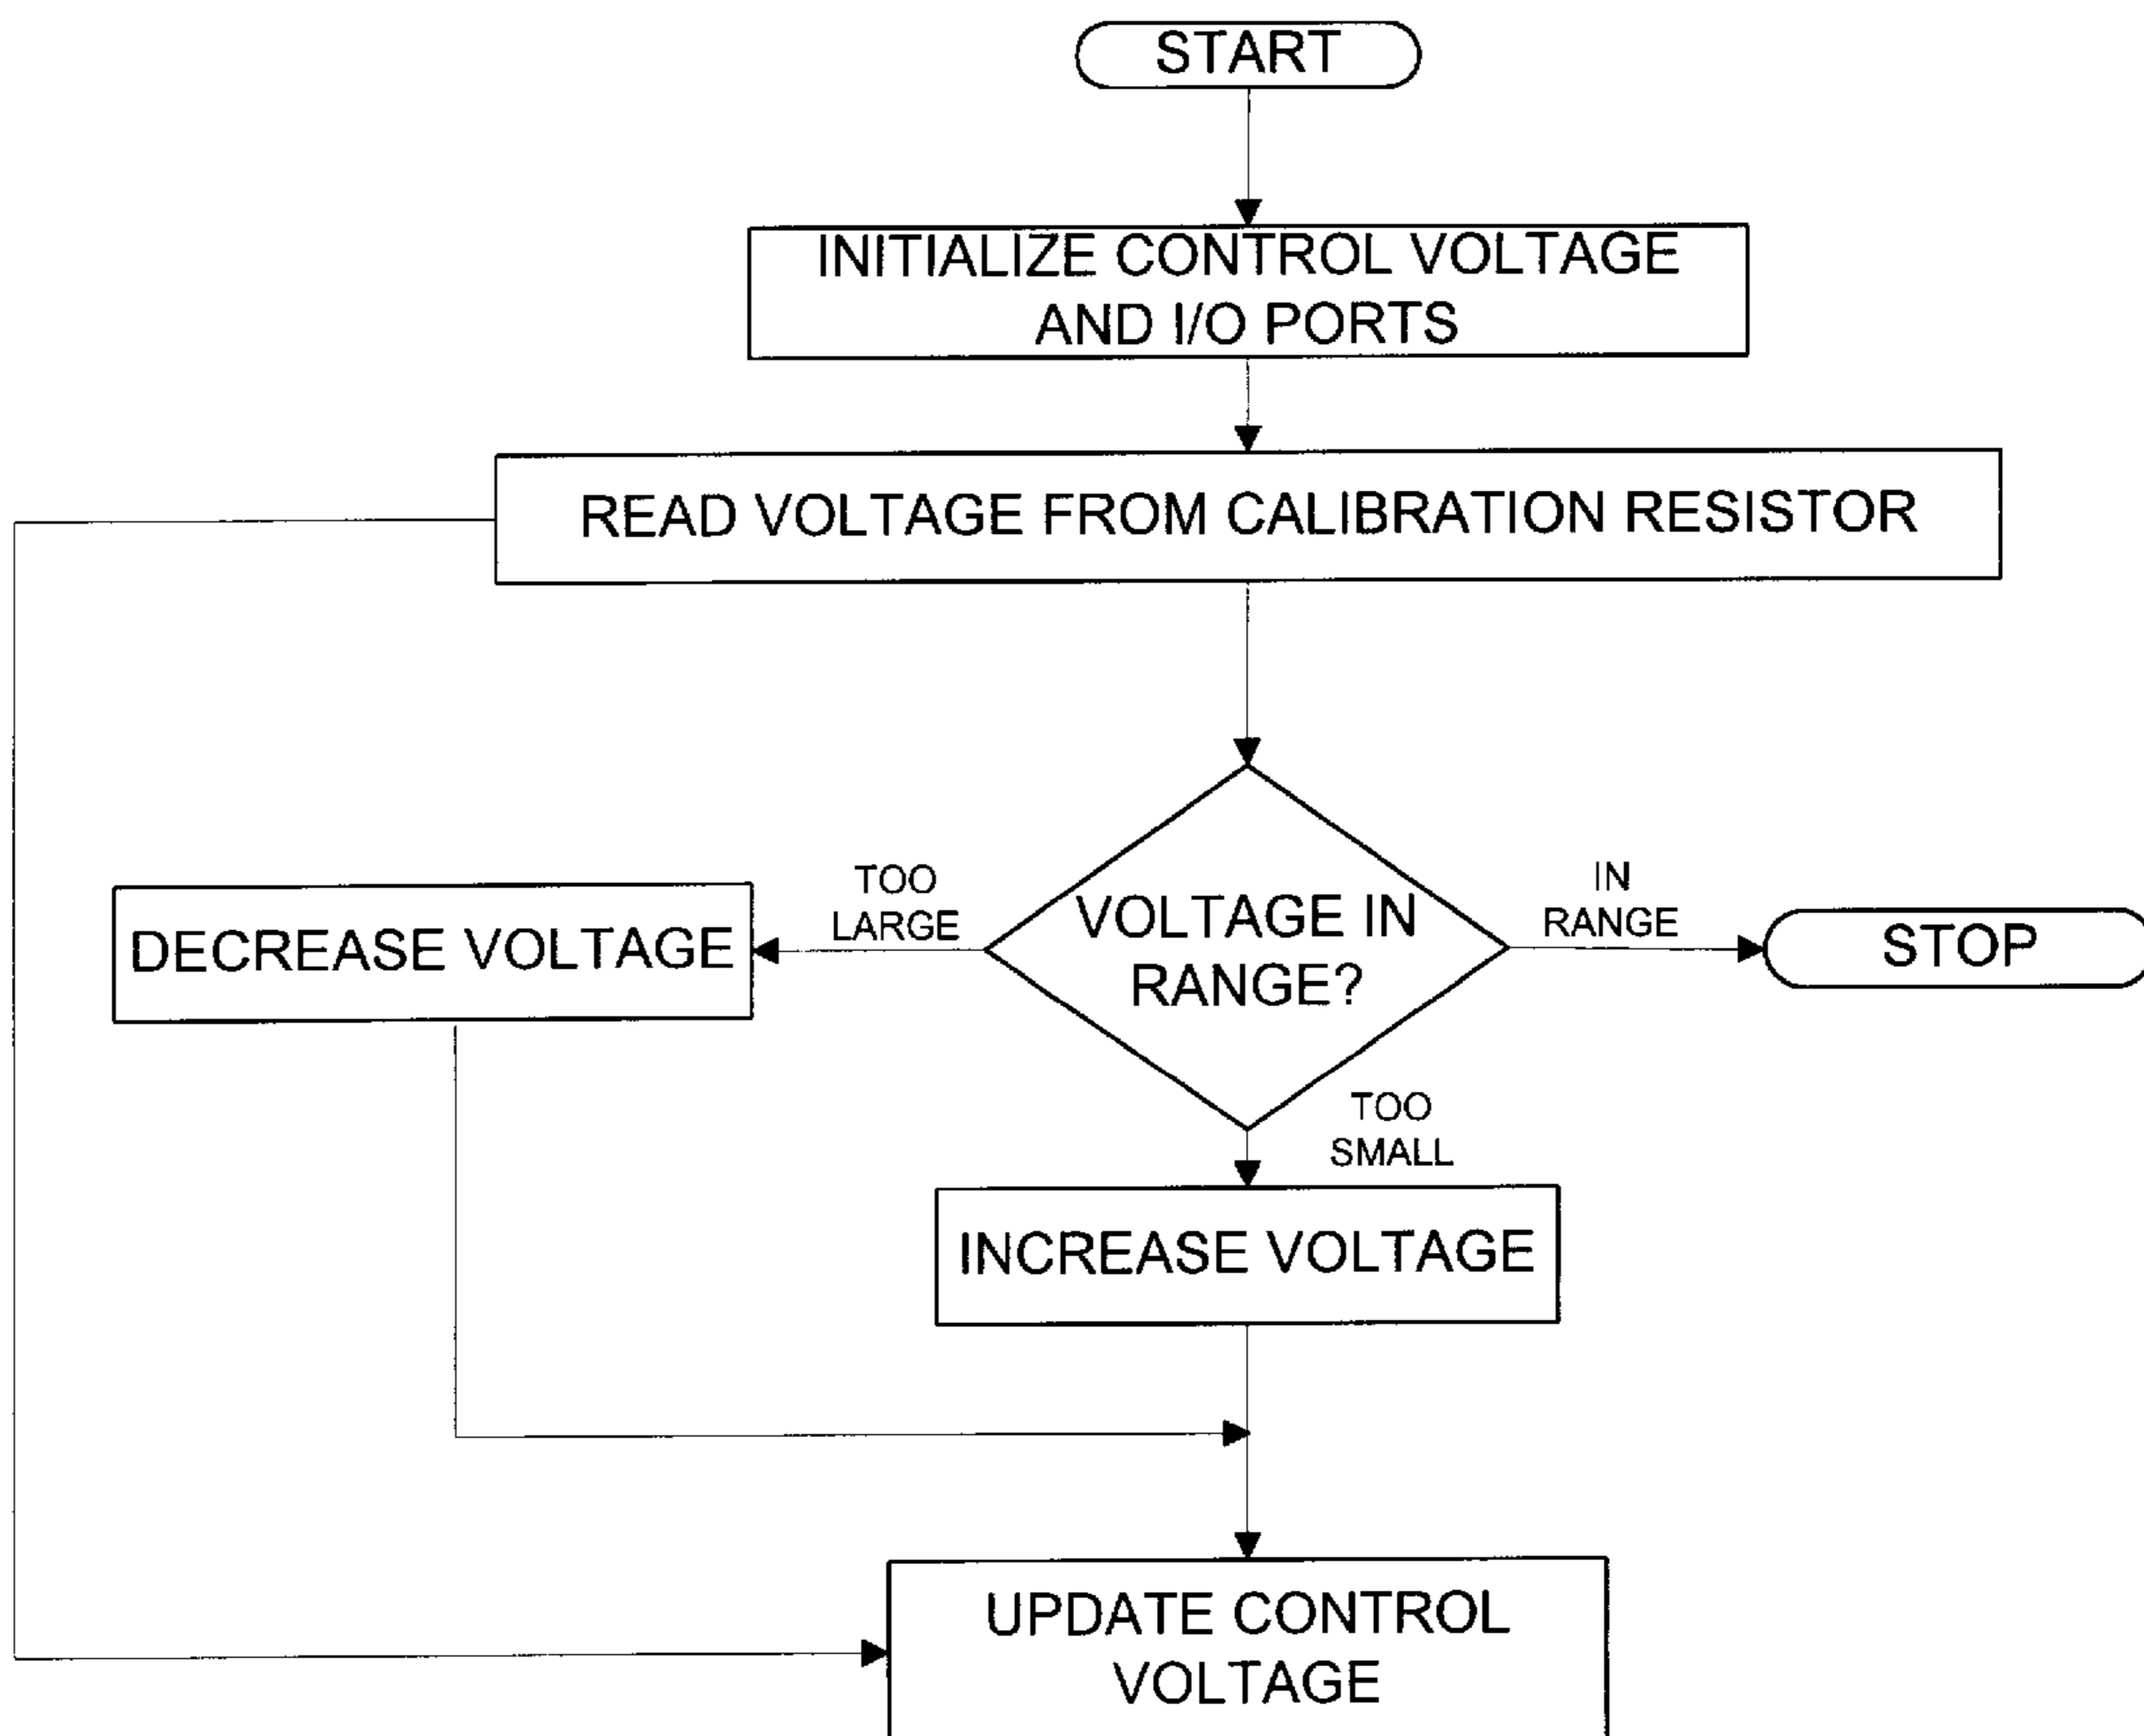 START
INITIALIZE CONTROL VOLTAGE
AND I/O PORTS
READ VOLTAGE FROM CALIBRATION RESISTOR
TOO
LARGE
IN
RANGE
DECREASE VOLTAGE
VOLTAGE IN
RANGE?
STOP
TOO
SMALL
INCREASE VOLTAGE
UPDATE CONTROL
VOLTAGE